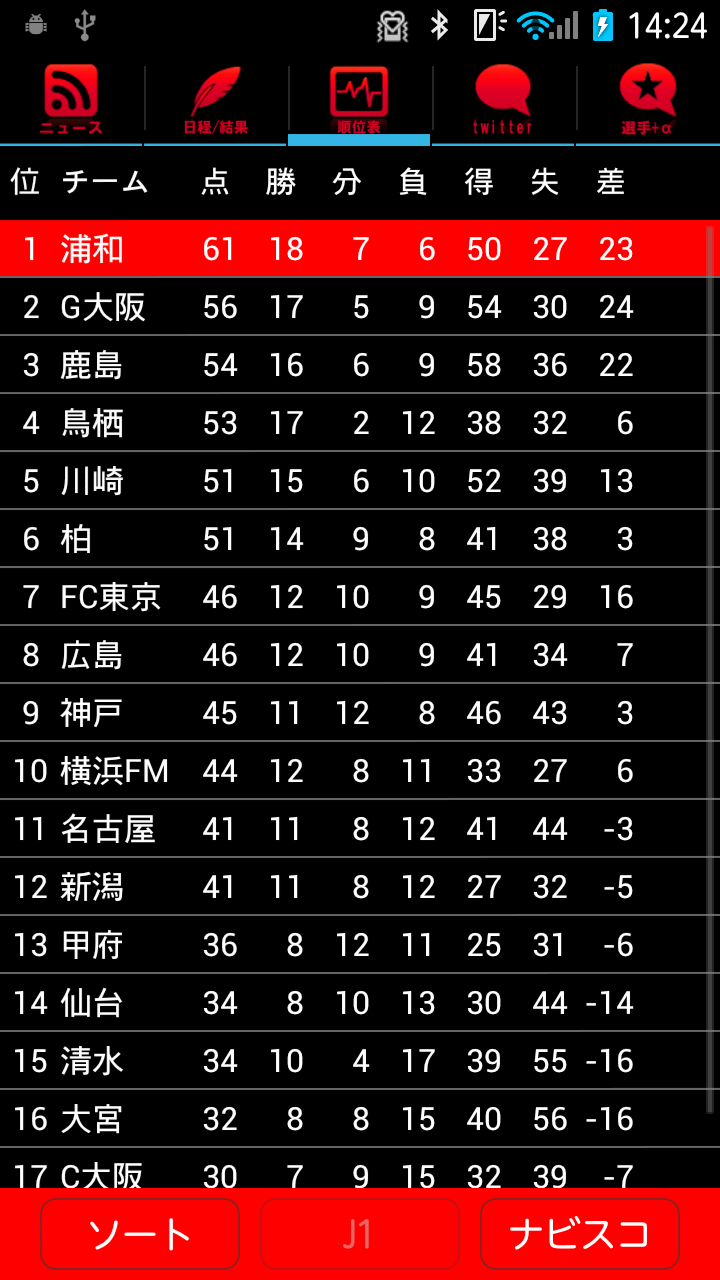 14:24
ニュース 日程/結果 順位表 twitter 選手+α
位 チーム 点 勝 分 負 得 失 差
1 浦和 61 18 7 6 50 27 23
2 G大阪 56 17 5 9 54 30 24
3 鹿島 54 16 6 9 58 36 22
4 鳥栖 53 17 2 12 38 32 6
5 川崎 51 15 6 10 52 39 13
6 柏 51 14 9 8 41 38 3
7 FC東京 46 12 10 9 45 29 16
8 広島 46 12 10 9 41 34 7
9 神戸 45 11 12 8 46 43 3
10 横浜FM 44 12 8 11 33 27 6
11 名古屋 41 11 8 12 41 44 -3
12 新潟 41 11 8 12 27 32 -5
13 甲府 36 8 12 11 25 31 -6
14 仙台 34 8 10 13 30 44 -14
15 清水 34 10 4 17 39 55 -16
16 大宮 32 8 8 15 40 56 -16
17 C大阪 30 7 9 15 32 39 -7
ソート J1 ナビスコ